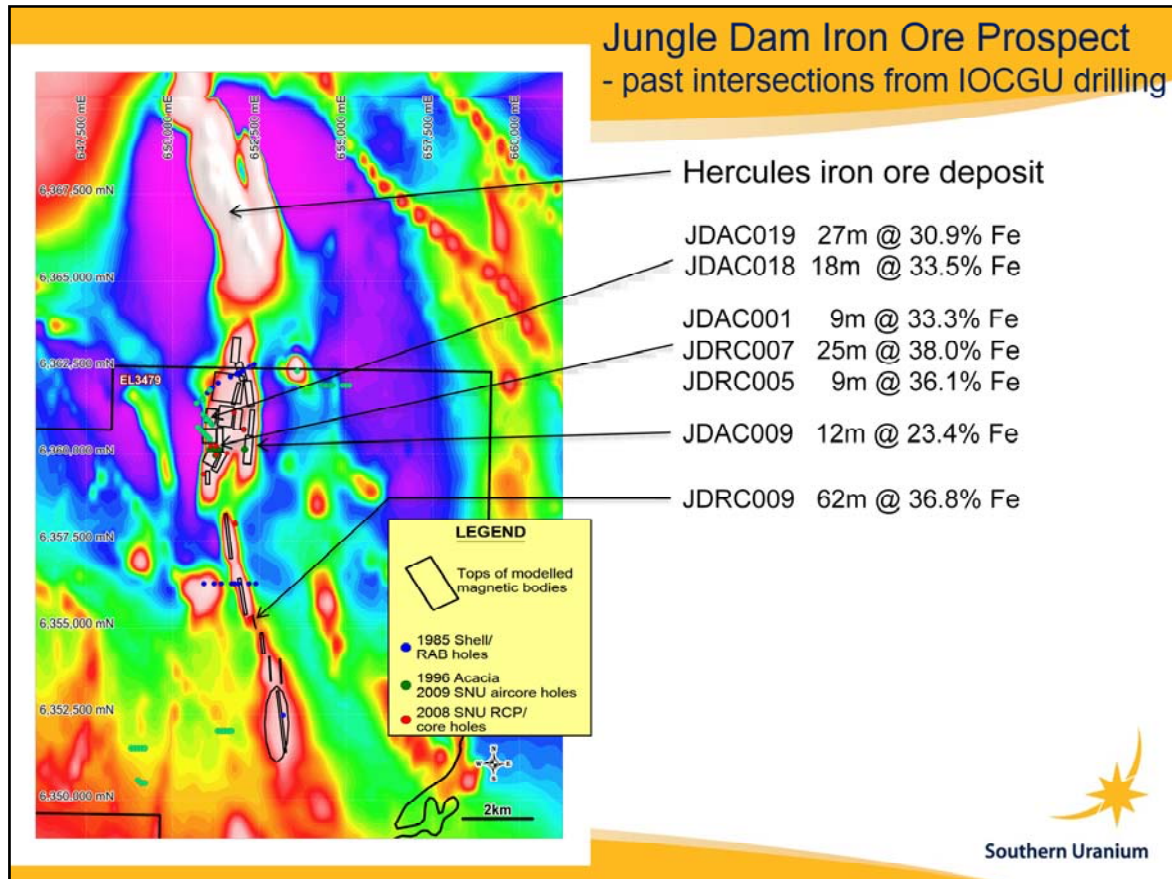 Jungle Dam Iron Ore Prospect
- past intersections from IOCGU drilling
647,500 mE
650,000 mE
652,500 mE
655,000 mE
657,500 mE
660,000 mE
6,367,500 mN
6,365,000 mN
6,362,500 mN
EL3479
6,360,000 mN
6,357,500 mN
6,355,000 mN
6,352,500 mN
6,350,000 mN
Hercules iron ore deposit
JDAC019 27m @ 30.9% Fe
JDAC018 18m @ 33.5% Fe
JDAC001 9m @ 33.3% Fe
JDRC007 25m @ 38.0% Fe
JDRC005 9m @ 36.1% Fe
JDAC009 12m @ 23.4% Fe
JDRC009 62m @ 36.8% Fe
LEGEND
Tops of modelled
magnetic bodies
1985 Shell/
RAB holes
1996 Acacia
2009 SNU aircore holes
2008 SNU RCP/
core holes
N
W E
S
2km
Southern Uranium